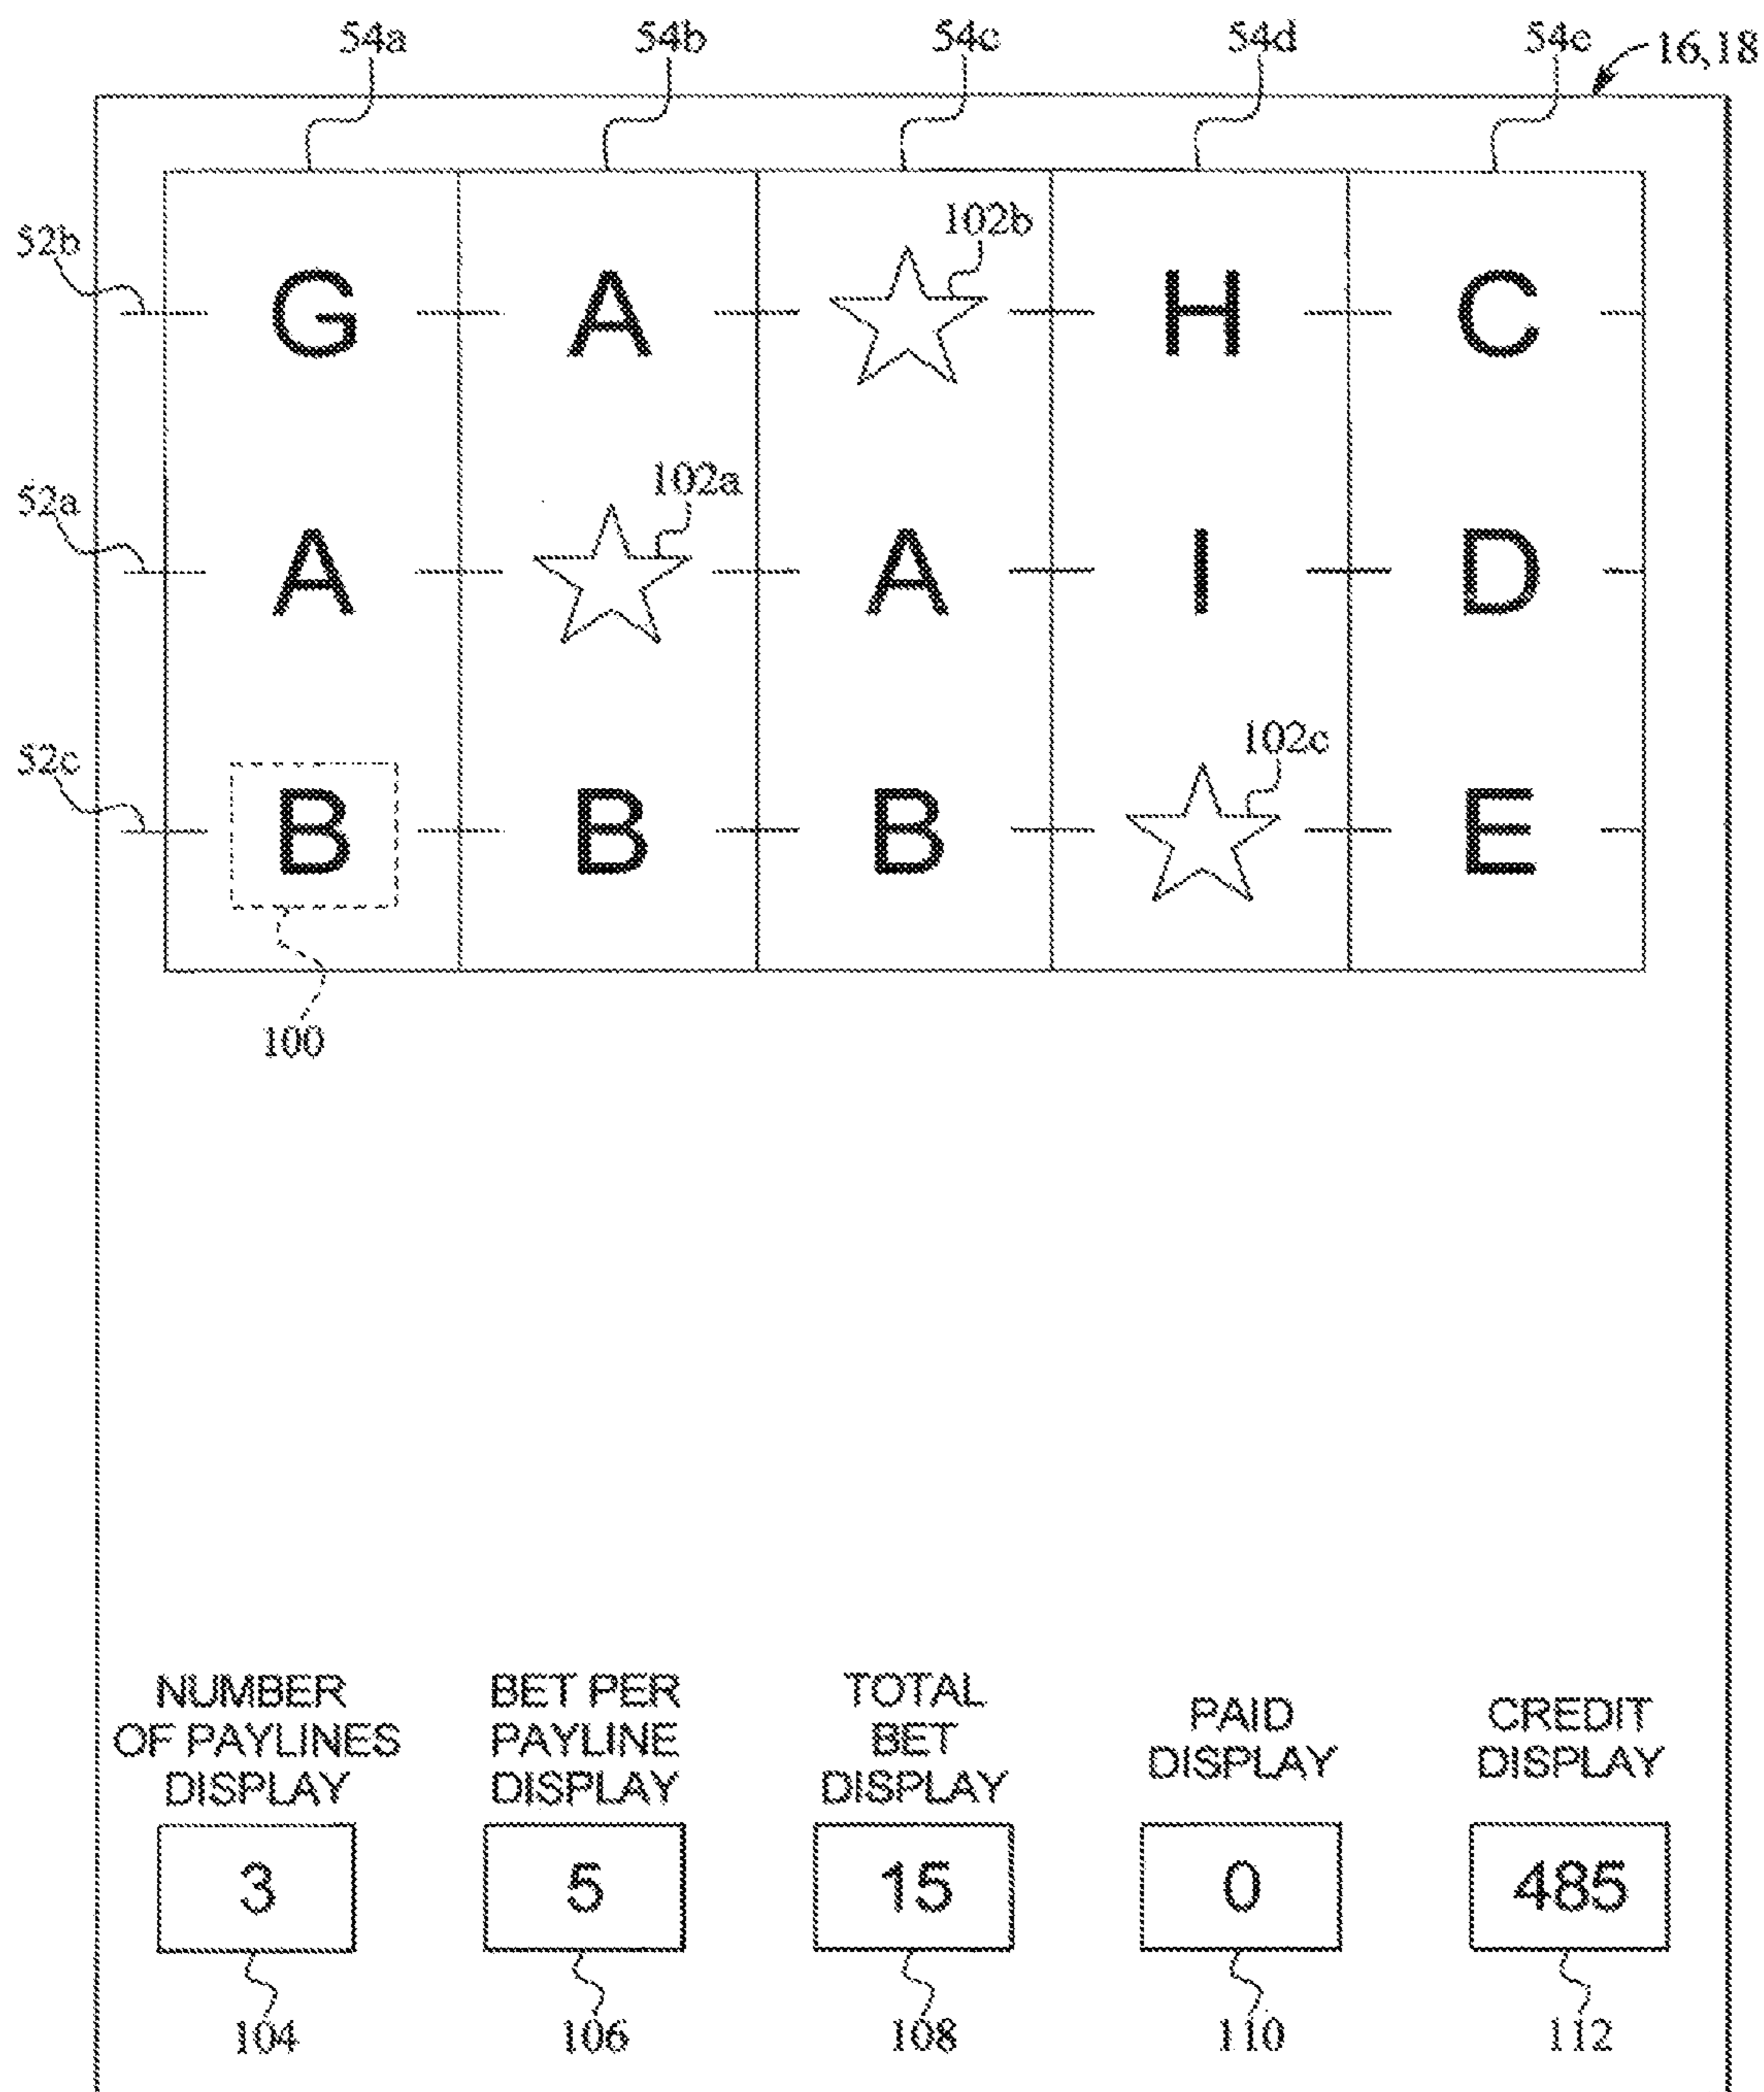 54a 54b 54c 54d 54e 16,18
102b
52b G A H C
102a
52a A A I D
102c
52c B B B E
100
NUMBER OF PAYLINES DISPLAY
BET PER PAYLINE DISPLAY
TOTAL BET DISPLAY
PAID DISPLAY
CREDIT DISPLAY
3 5 15 0 485
104 106 108 110 112